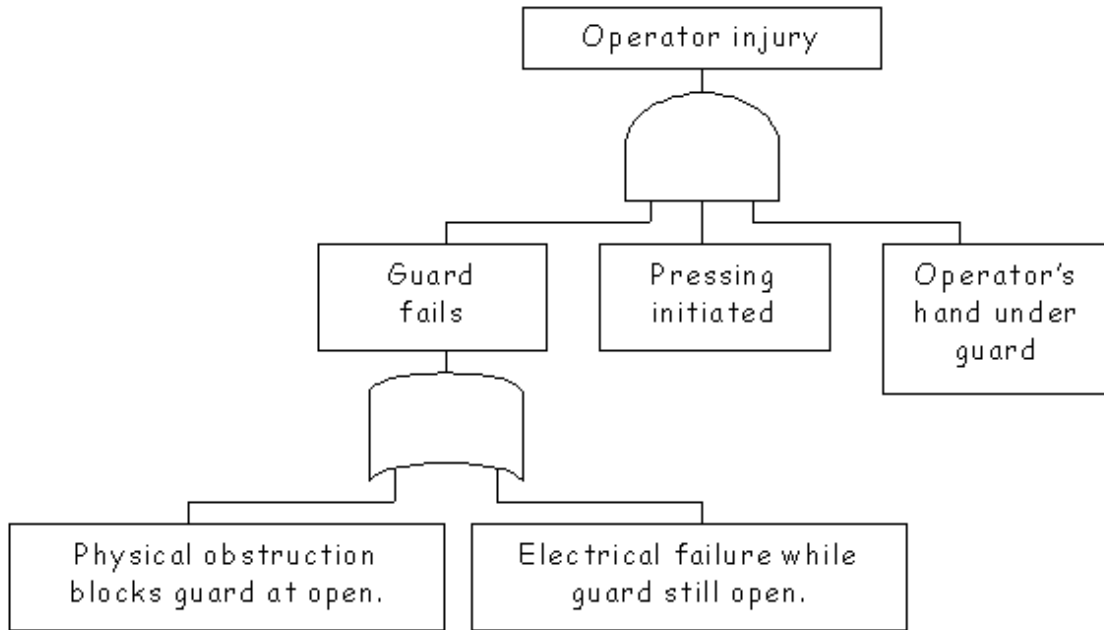 Operator injury
Guard
fails
Pressing
initiated
Operator's
hand under
guard
Physical obstruction
blocks guard at open.
Electrical failure while
guard still open.